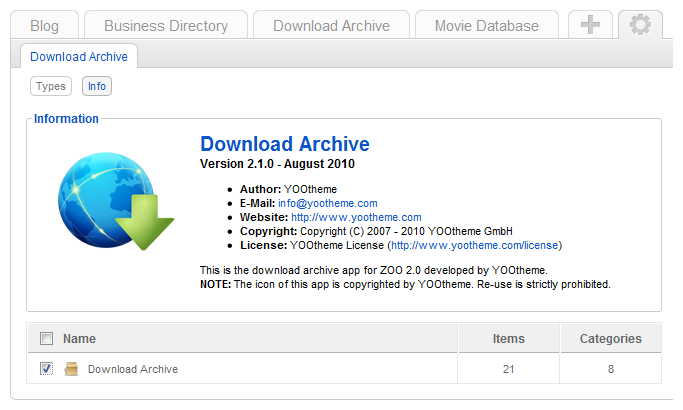 Blog Business Directory Download Archive Movie Database
Download Archive
Types Info
Information
Download Archive
Version 2.1.0 - August 2010
Author: YOOtheme
E-Mail: info@yootheme.com
Website: http://www.yootheme.com
Copyright: Copyright (C) 2007 - 2010 YOOtheme GmbH
License: YOOtheme License (http://www.yootheme.com/license)
This is the download archive app for ZOO 2.0 developed by YOOtheme.
NOTE: The icon of this app is copyrighted by YOOtheme. Re-use is strictly prohibited.
Name Items Categories
Download Archive 21 8